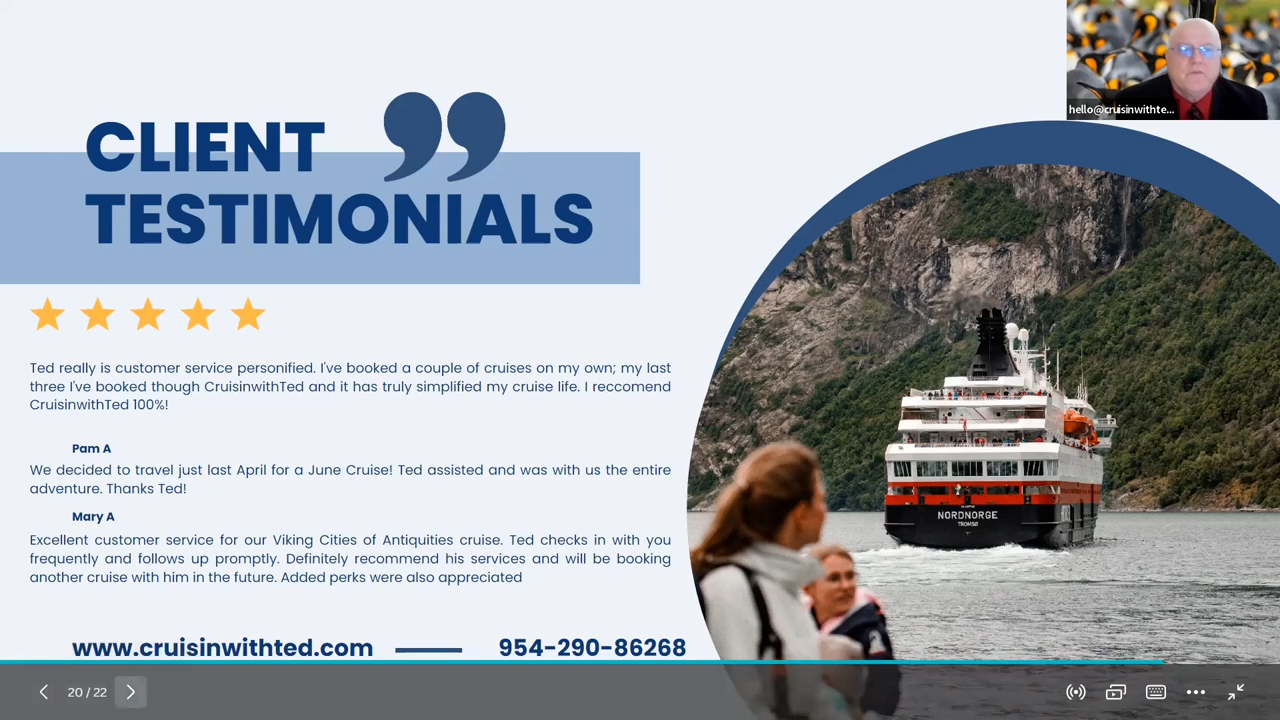 hello@cruisinwithte...
CLIENT
TESTIMONIALS
Ted really is customer service personified. I've booked a couple of cruises on my own; my last
three I've booked though CruisinwithTed and it has truly simplified my cruise life. I reccomend
CruisinwithTed 100%!
Pam A
We decided to travel just last April for a June Cruise! Ted assisted and was with us the entire
adventure. Thanks Ted!
Mary A
Excellent customer service for our Viking Cities of Antiquities cruise. Ted checks in with you
frequently and follows up promptly. Definitely recommend his services and will be booking
another cruise with him in the future. Added perks were also appreciated
NORDNORGE
TROMSØ
www.cruisinwithted.com
954-290-86268
20 / 22